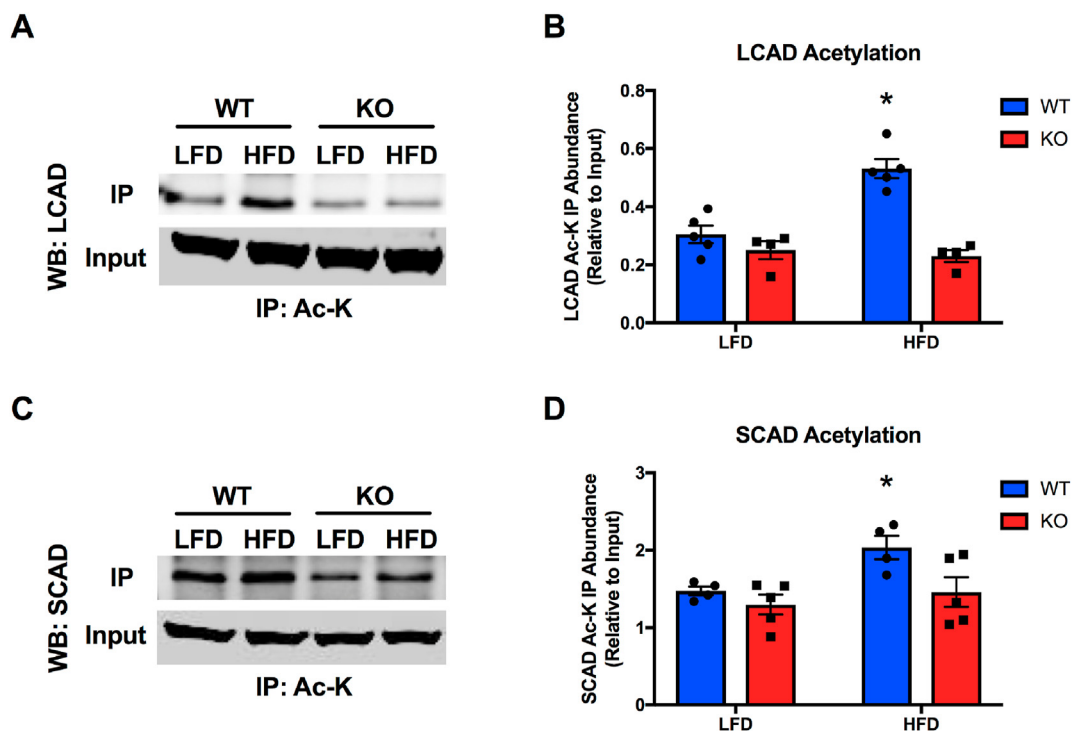 A
WT KO
LFD HFD LFD HFD
WB: LCAD
IP
Input
IP: Ac-K
B
LCAD Acetylation
LCAD Ac-K IP Abundance
(Relative to Input)
0.8
0.6
0.4
0.2
0.0
*
LFD HFD
WT
KO
C
WT KO
LFD HFD LFD HFD
WB: SCAD
IP
Input
IP: Ac-K
D
SCAD Acetylation
SCAD Ac-K IP Abundance
(Relative to Input)
3
2
1
0
*
LFD HFD
WT
KO